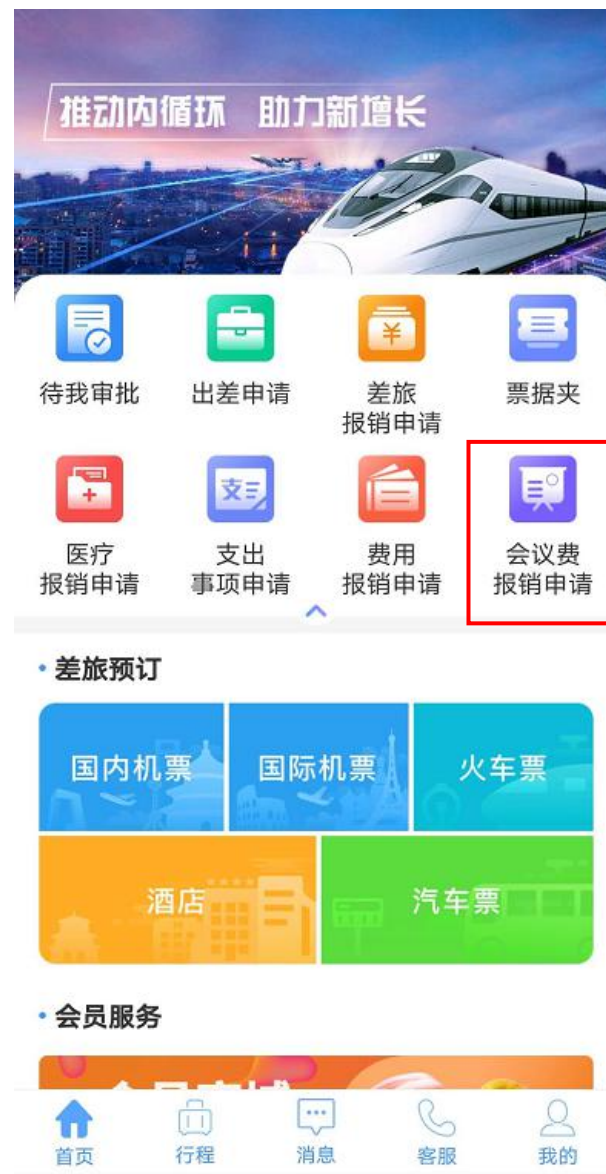 推动内循环 助力新增长
待我审批
出差申请
差旅
报销申请
票据夹
医疗
报销申请
支出
事项申请
费用
报销申请
会议费
报销申请
·差旅预订
国内机票
国际机票
火车票
酒店
汽车票
·会员服务
首页
行程
消息
客服
我的